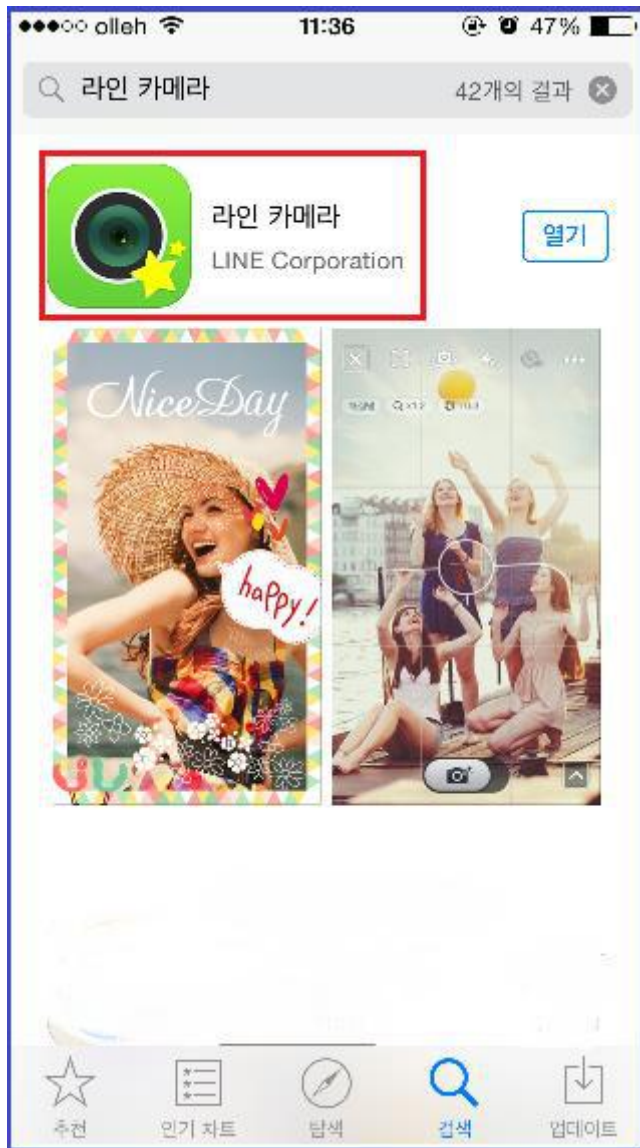 olleh 11:36 47%
라인 카메라 42개의 결과
라인 카메라
LINE Corporation
열기
Nice Day
haPPy!
추천 인기 차트 탐색 검색 업데이트